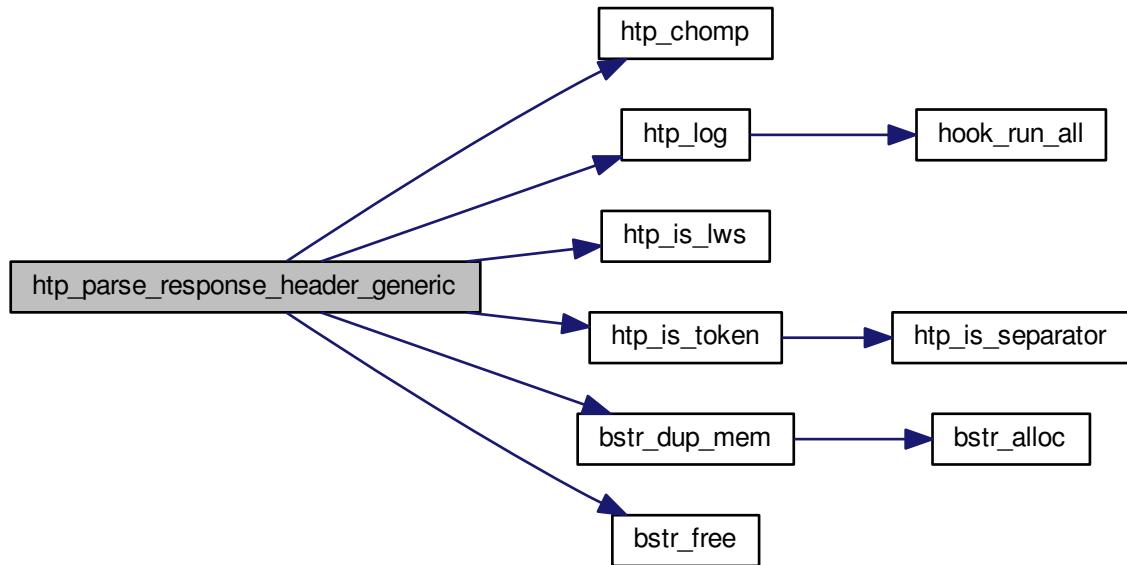 htp_chomp
htp_log
hook_run_all
htp_is_lws
htp_parse_response_header_generic
htp_is_token
htp_is_separator
bstr_dup_mem
bstr_alloc
bstr_free